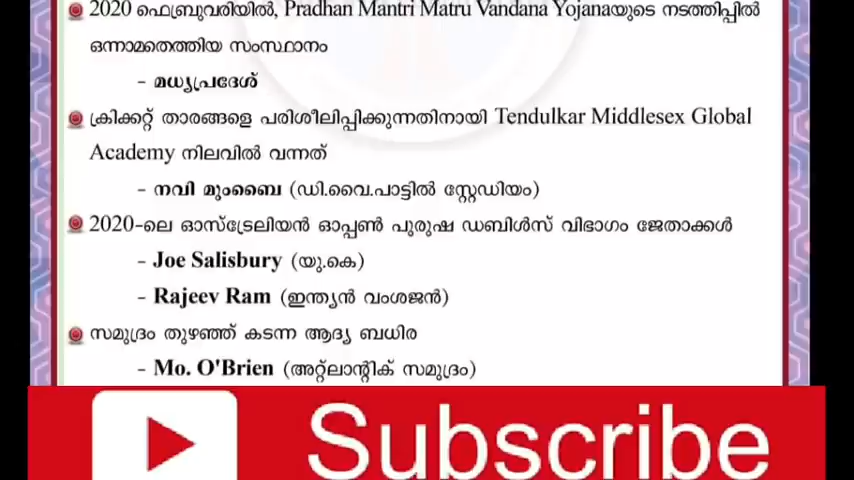 2020 ഫെബ്രുവരിയിൽ, Pradhan Mantri Matru Vandana Yojanaയുടെ നടത്തിപ്പിൽ
ഒന്നാമതെത്തിയ സംസ്ഥാനം
- മധ്യപ്രദേശ്
ക്രിക്കറ്റ് താരങ്ങളെ പരിശീലിപ്പിക്കുന്നതിനായി Tendulkar Middlesex Global
Academy നിലവിൽ വന്നത്
- നവി മുംബൈ (ഡി.വൈ.പാട്ടിൽ സ്റ്റേഡിയം)
2020-ലെ ഓസ്ട്രേലിയൻ ഓപ്പൺ പുരുഷ ഡബിൾസ് വിഭാഗം ജേതാക്കൾ
- Joe Salisbury (യു.കെ)
- Rajeev Ram (ഇന്ത്യൻ വംശജൻ)
സമുദ്രം തുഴഞ്ഞ് കടന്ന ആദ്യ ബധിര
- Mo. O'Brien (അറ്റ്ലാന്റിക് സമുദ്രം)
Subscribe